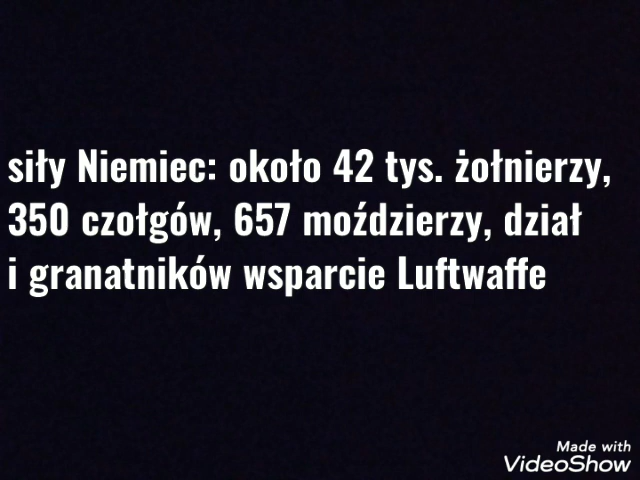 siły Niemiec: około 42 tys. żołnierzy,
350 czołgów, 657 moździerzy, dział
i granatników wsparcie Luftwaffe
Made with
VideoShow